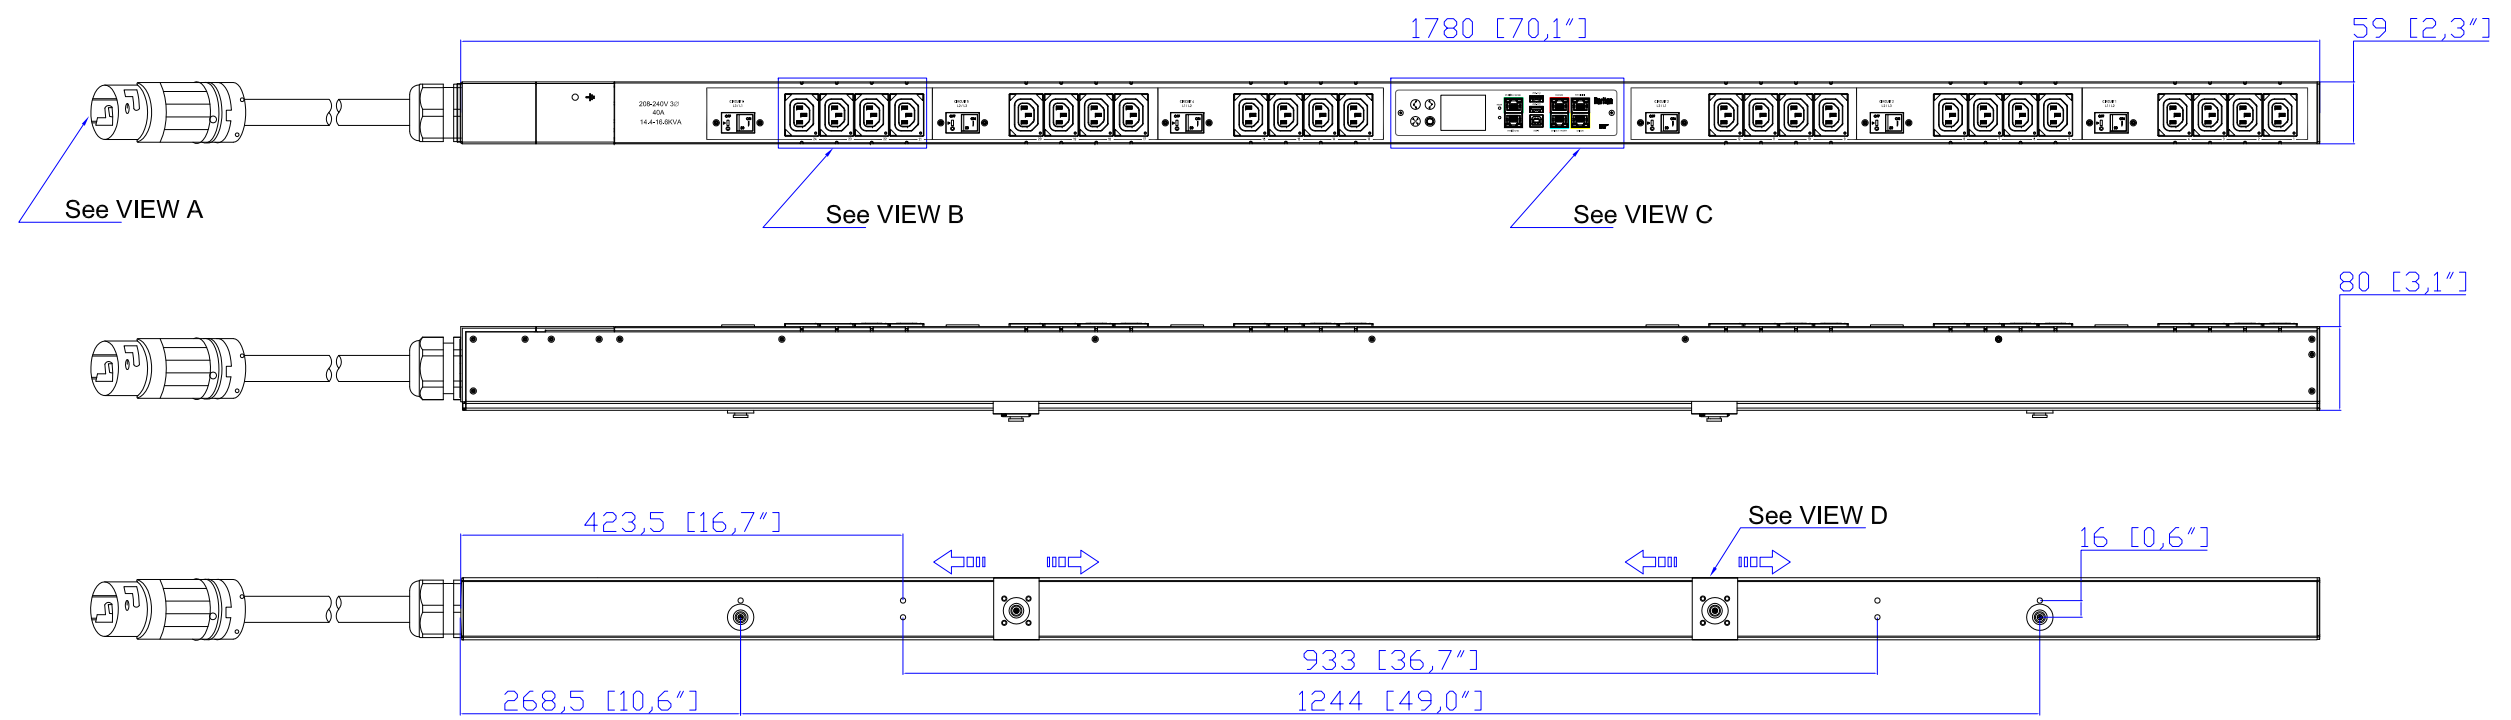 1780 [70,1"]
59 [2,3"]
208-240V 3∅
40A
14.4-16.6KVA
See VIEW A
See VIEW B
See VIEW C
80 [3,1"]
See VIEW D
423,5 [16,7"]
16 [0,6"]
933 [36,7"]
268,5 [10,6"]
1244 [49,0"]